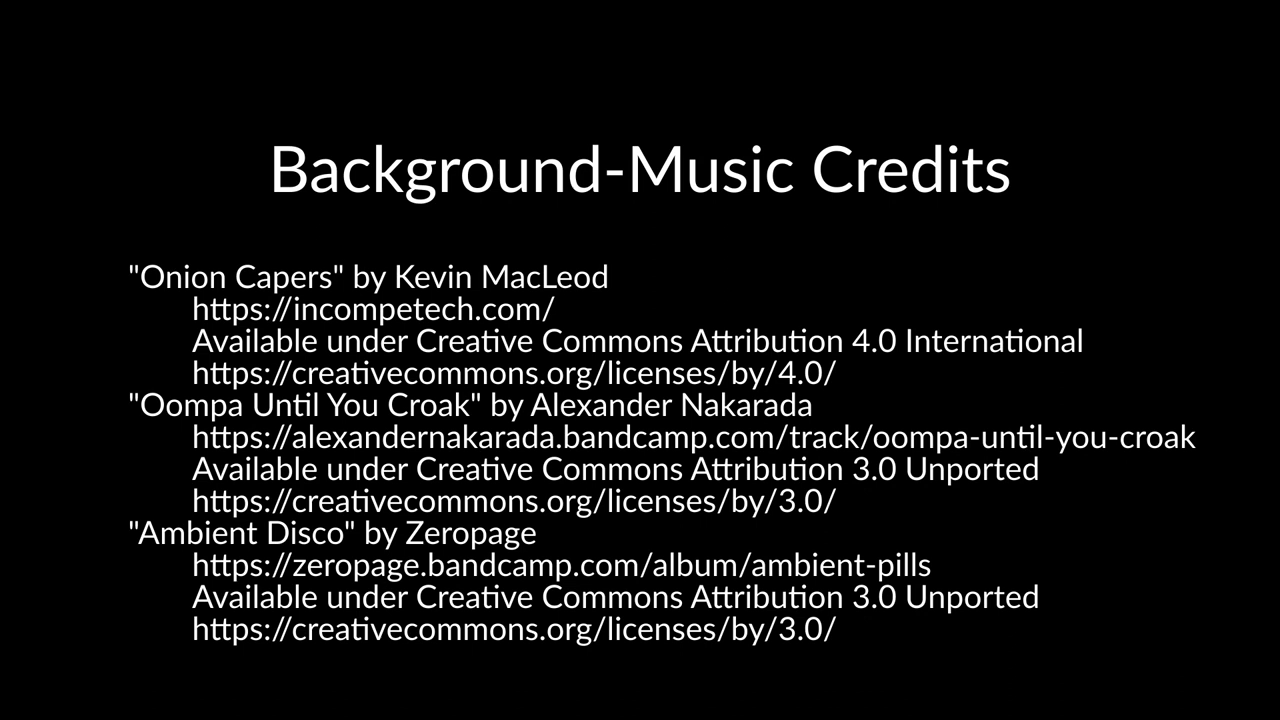 Background-Music Credits
"Onion Capers" by Kevin MacLeod
https://incompetech.com/
Available under Creative Commons Attribution 4.0 International
https://creativecommons.org/licenses/by/4.0/
"Oompa Until You Croak" by Alexander Nakarada
https://alexandernakarada.bandcamp.com/track/oompa-until-you-croak
Available under Creative Commons Attribution 3.0 Unported
https://creativecommons.org/licenses/by/3.0/
"Ambient Disco" by Zeropage
https://zeropage.bandcamp.com/album/ambient-pills
Available under Creative Commons Attribution 3.0 Unported
https://creativecommons.org/licenses/by/3.0/